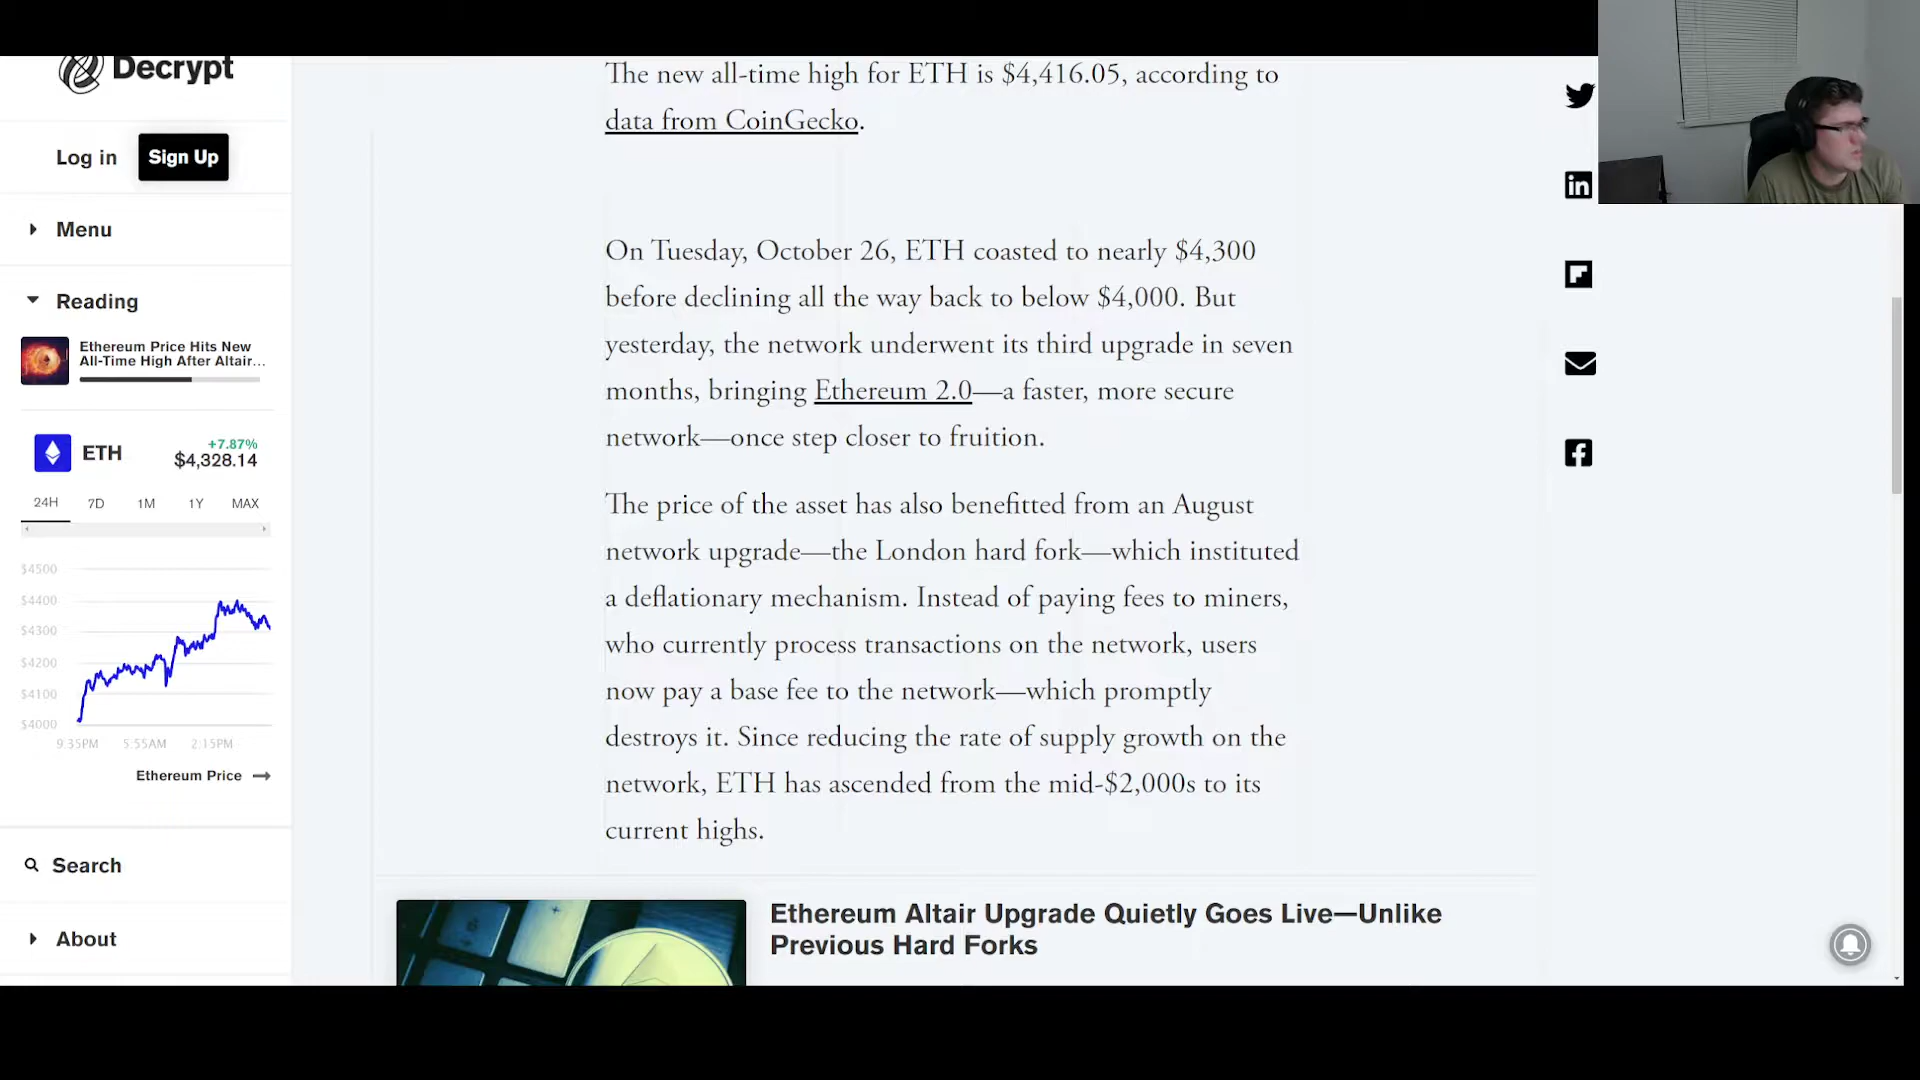 Decrypt
Log in
Sign Up
Menu
Reading
Ethereum Price Hits New
All-Time High After Altair...
ETH
+7.87%
$4,328.14
24H 7D 1M 1Y MAX
$4500
$4400
$4300
$4200
$4100
$4000
9:35PM 5:55AM 2:15PM
Ethereum Price
Search
About
The new all-time high for ETH is $4,416.05, according to
data from CoinGecko.
On Tuesday, October 26, ETH coasted to nearly $4,300
before declining all the way back to below $4,000. But
yesterday, the network underwent its third upgrade in seven
months, bringing Ethereum 2.0—a faster, more secure
network—once step closer to fruition.
The price of the asset has also benefitted from an August
network upgrade—the London hard fork—which instituted
a deflationary mechanism. Instead of paying fees to miners,
who currently process transactions on the network, users
now pay a base fee to the network—which promptly
destroys it. Since reducing the rate of supply growth on the
network, ETH has ascended from the mid-$2,000s to its
current highs.
Ethereum Altair Upgrade Quietly Goes Live—Unlike
Previous Hard Forks